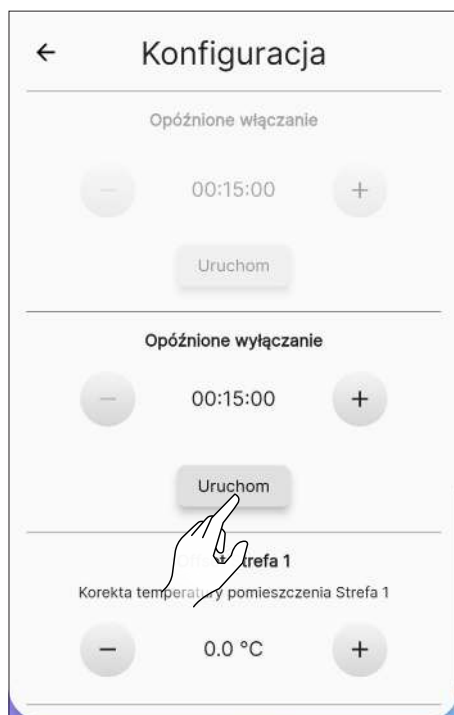 ← Konfiguracja
Opóźnione włączanie
− 00:15:00 +
Uruchom
Opóźnione wyłączanie
− 00:15:00 +
Uruchom
Strefa 1
Korekta temperatury pomieszczenia Strefa 1
− 0.0 °C +